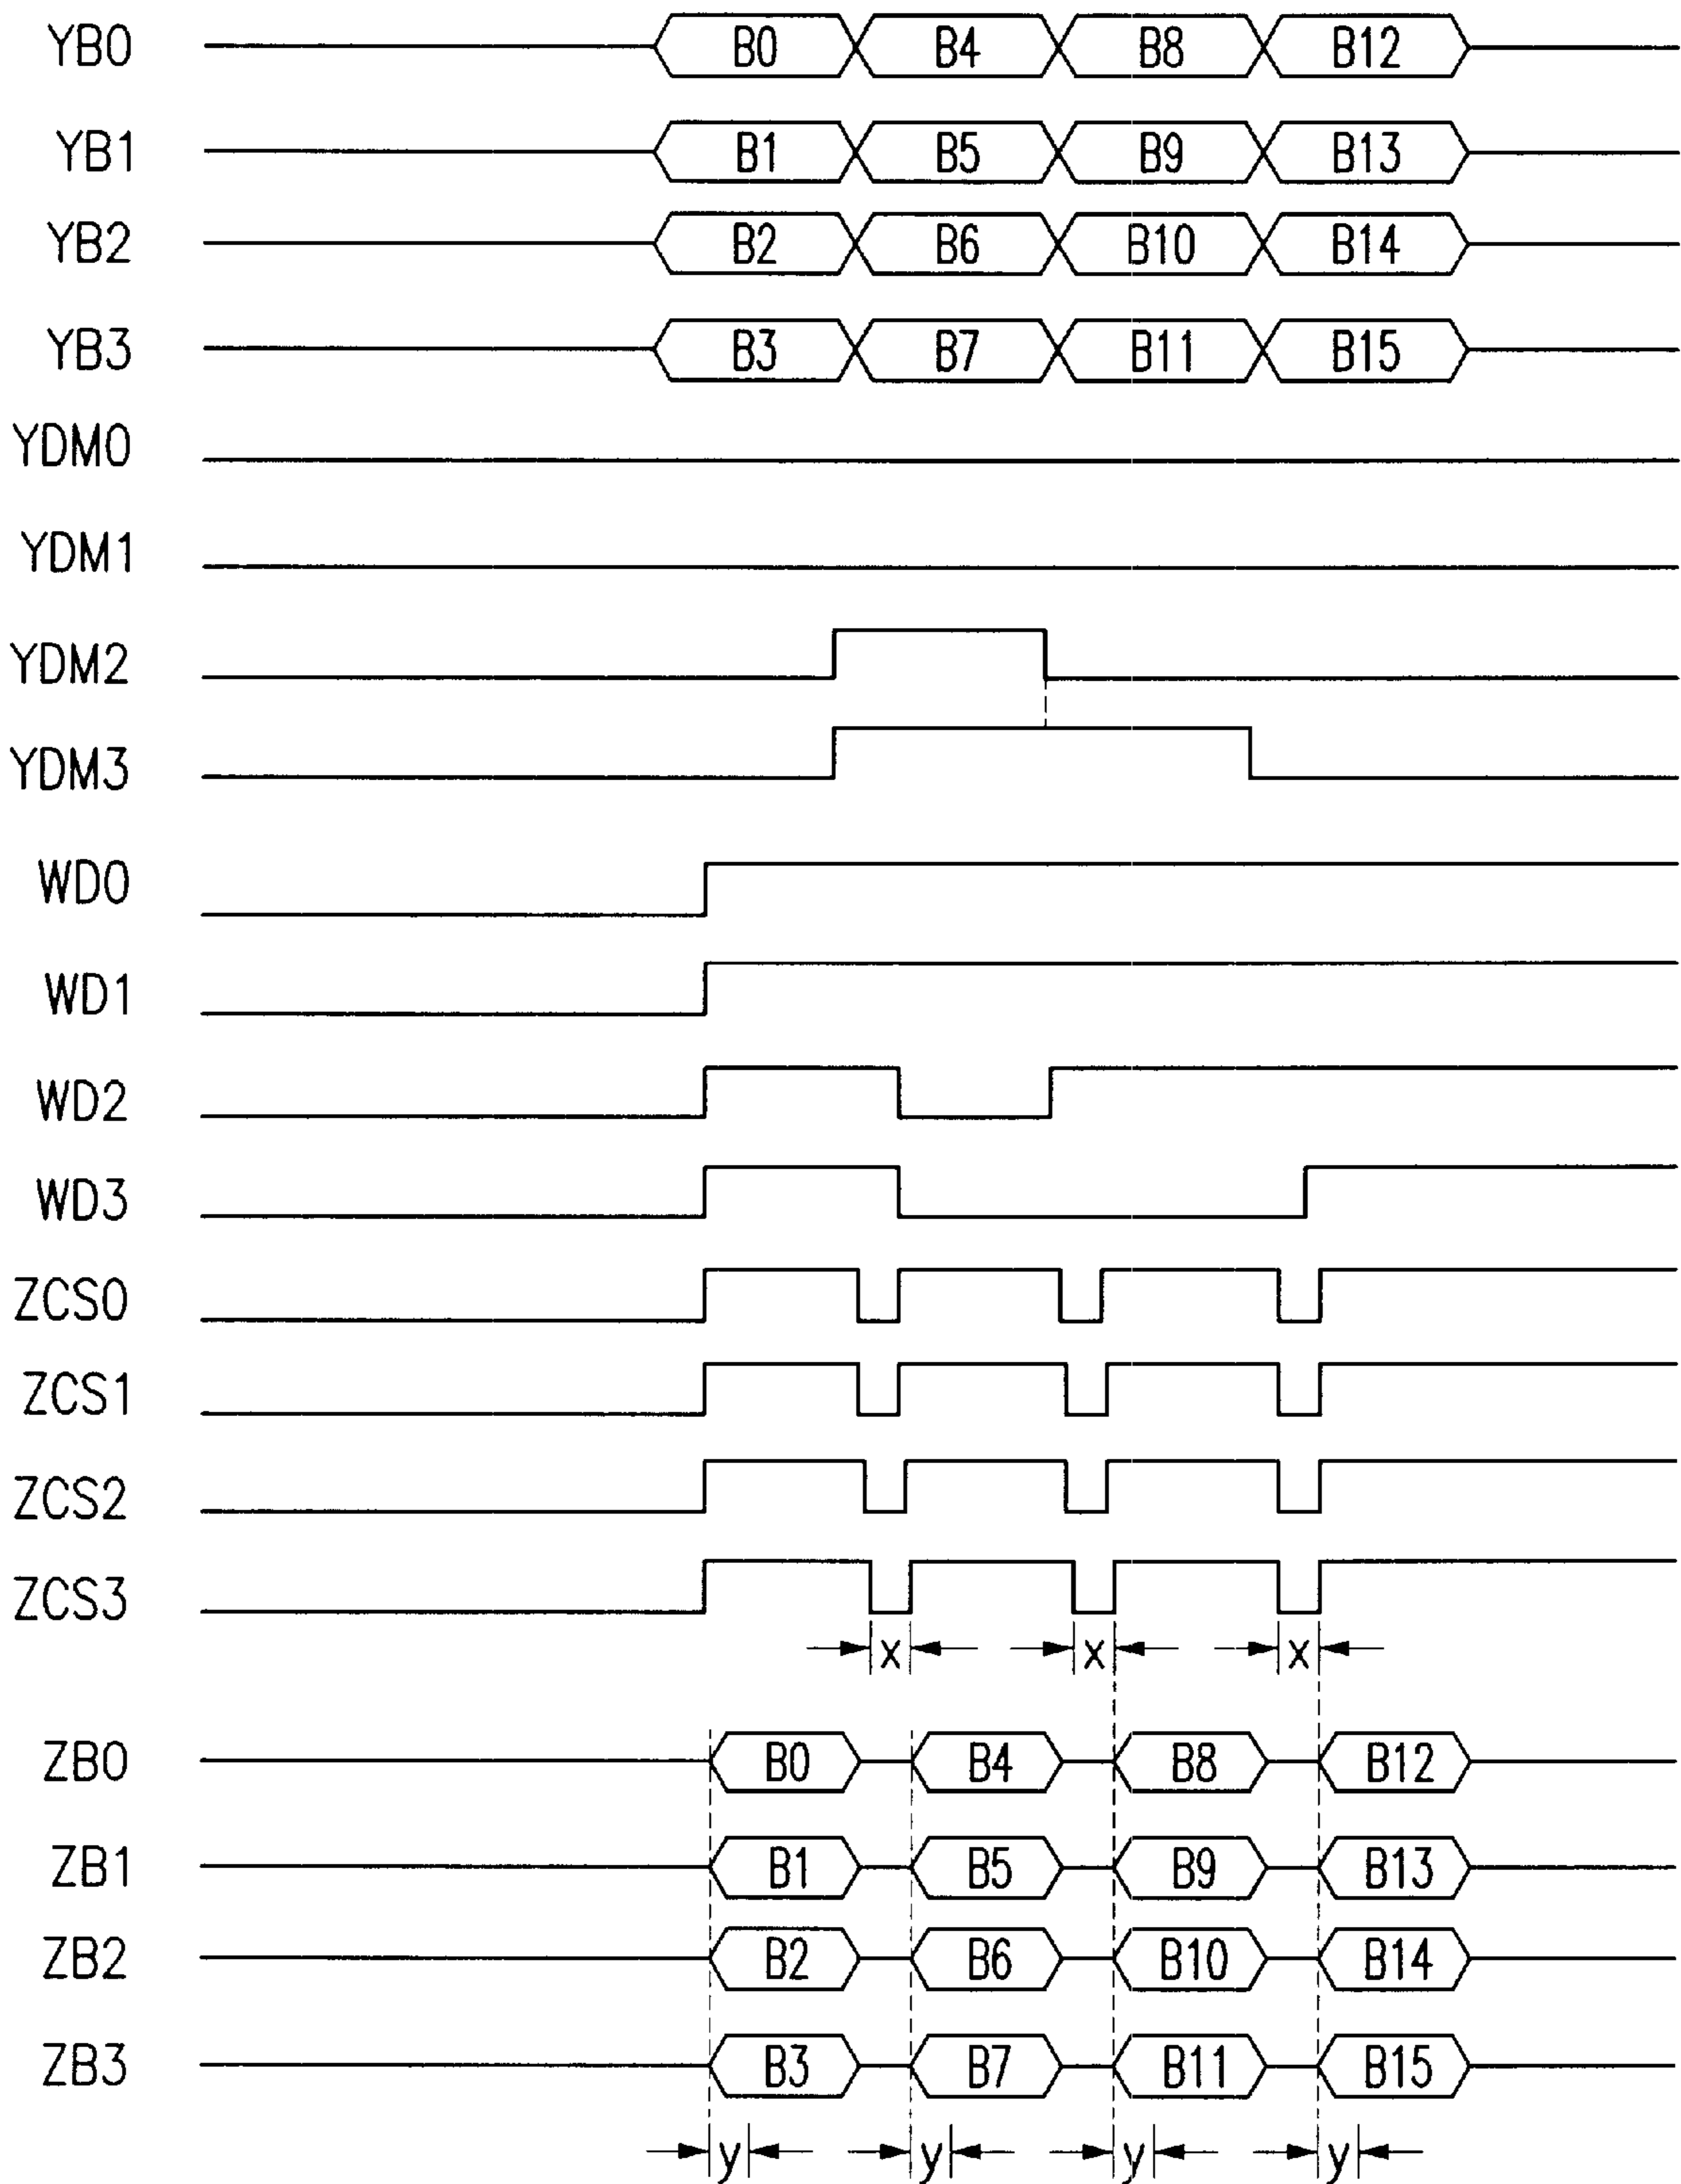 YB0 B0 B4 B8 B12
YB1 B1 B5 B9 B13
YB2 B2 B6 B10 B14
YB3 B3 B7 B11 B15
YDM0
YDM1
YDM2
YDM3
WD0
WD1
WD2
WD3
ZCS0
ZCS1
ZCS2
ZCS3
x x x
ZB0 B0 B4 B8 B12
ZB1 B1 B5 B9 B13
ZB2 B2 B6 B10 B14
ZB3 B3 B7 B11 B15
y y y y